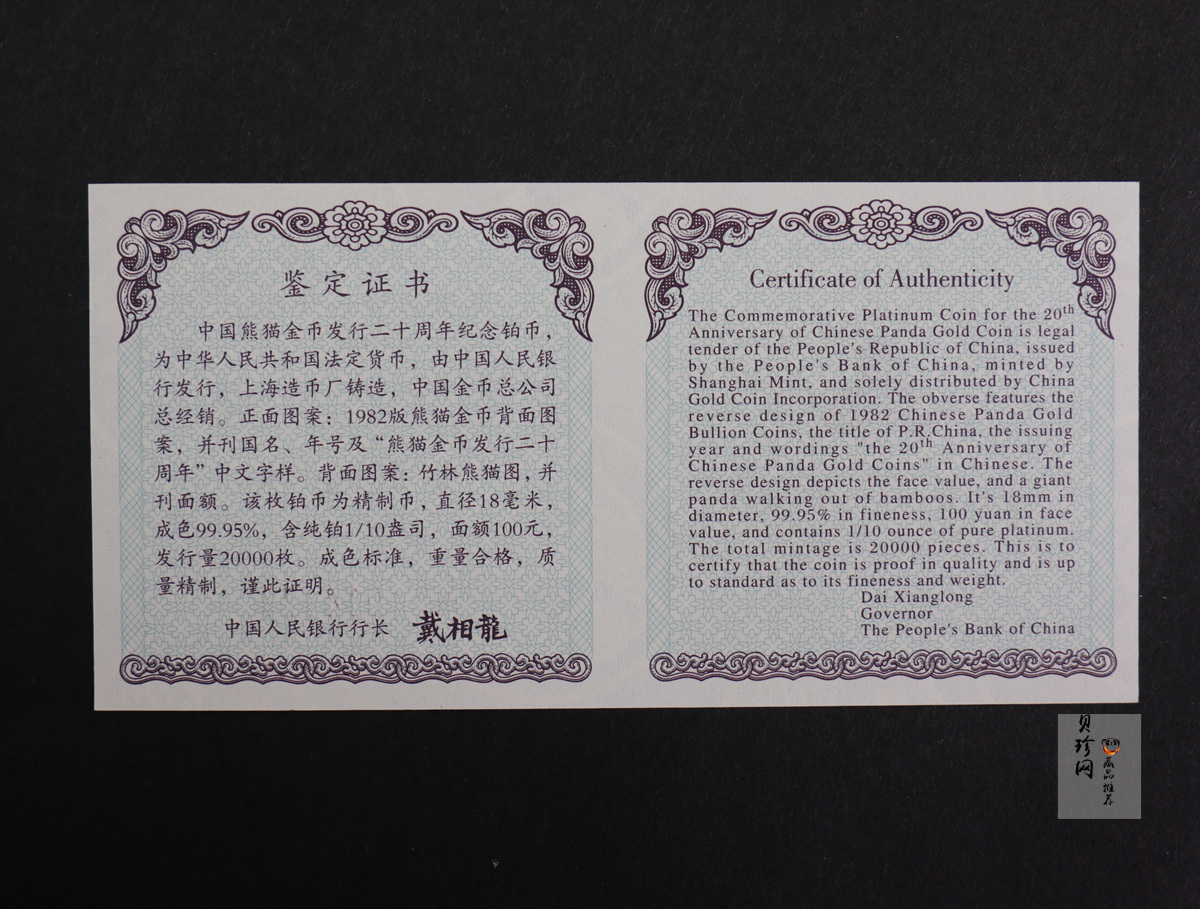 鉴定证书
中国熊猫金币发行二十周年纪念铂币，
为中华人民共和国法定货币，由中国人民银
行发行，上海造币厂铸造，中国金币总公司
总经销。正面图案：1982版熊猫金币背面图
案，并刊国名、年号及“熊猫金币发行二十
周年”中文字样。背面图案：竹林熊猫图，并
刊面额。该枚铂币为精制币，直径18毫米，
成色99.95%，含纯铂1/10盎司，面额100元，
发行量20000枚。成色标准，重量合格，质
量精制，谨此证明。
中国人民银行行长 戴相龍
Certificate of Authenticity
The Commemorative Platinum Coin for the 20th
Anniversary of Chinese Panda Gold Coin is legal
tender of the People's Republic of China, issued
by the People's Bank of China, minted by
Shanghai Mint, and solely distributed by China
Gold Coin Incorporation. The obverse features the
reverse design of 1982 Chinese Panda Gold
Bullion Coins, the title of P.R.China, the issuing
year and wordings "the 20th Anniversary of
Chinese Panda Gold Coins" in Chinese. The
reverse design depicts the face value, and a giant
panda walking out of bamboos. It's 18mm in
diameter, 99.95% in fineness, 100 yuan in face
value, and contains 1/10 ounce of pure platinum.
The total mintage is 20000 pieces. This is to
certify that the coin is proof in quality and is up
to standard as to its fineness and weight.
Dai Xianglong
Governor
The People's Bank of China
贝珍网
藏品推荐